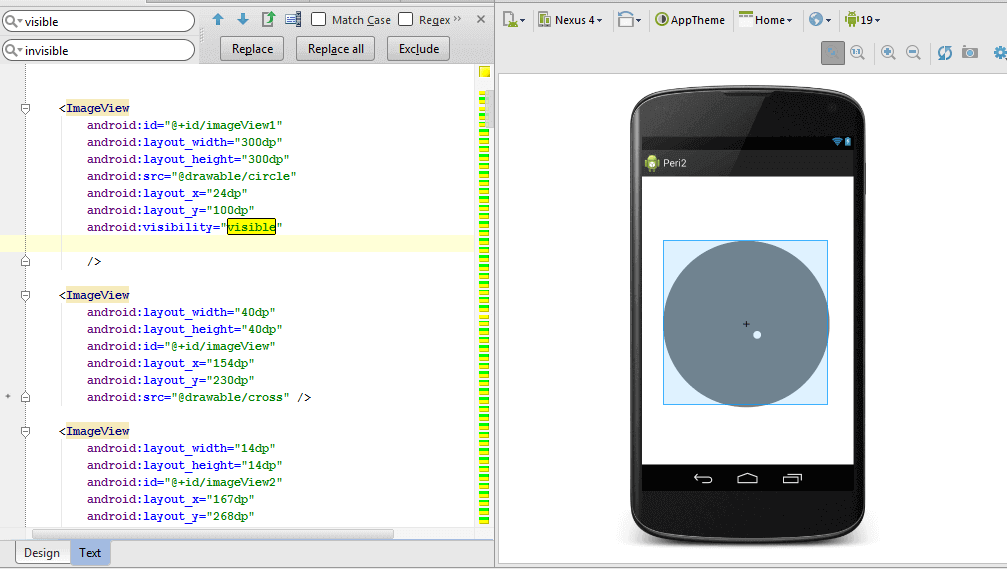 visible
Match Case
Regex
invisible
Replace
Replace all
Exclude
Nexus 4
AppTheme
Home
19
1:1
<ImageView
android:id="@+id/imageView1"
android:layout_width="300dp"
android:layout_height="300dp"
android:src="@drawable/circle"
android:layout_x="24dp"
android:layout_y="100dp"
android:visibility="visible"
/>
<ImageView
android:layout_width="40dp"
android:layout_height="40dp"
android:id="@+id/imageView"
android:layout_x="154dp"
android:layout_y="230dp"
android:src="@drawable/cross" />
<ImageView
android:layout_width="14dp"
android:layout_height="14dp"
android:id="@+id/imageView2"
android:layout_x="167dp"
android:layout_y="268dp"
Design
Text
Peri2